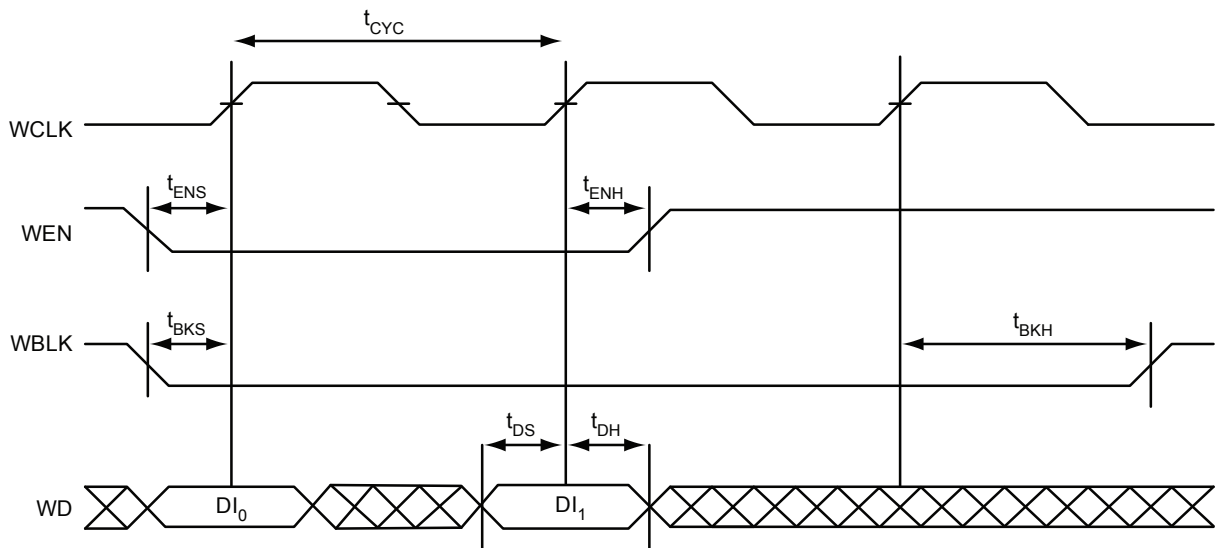 tCYC
WCLK
tENS
tENH
WEN
tBKS
tBKH
WBLK
tDS
tDH
WD
DI0
DI1